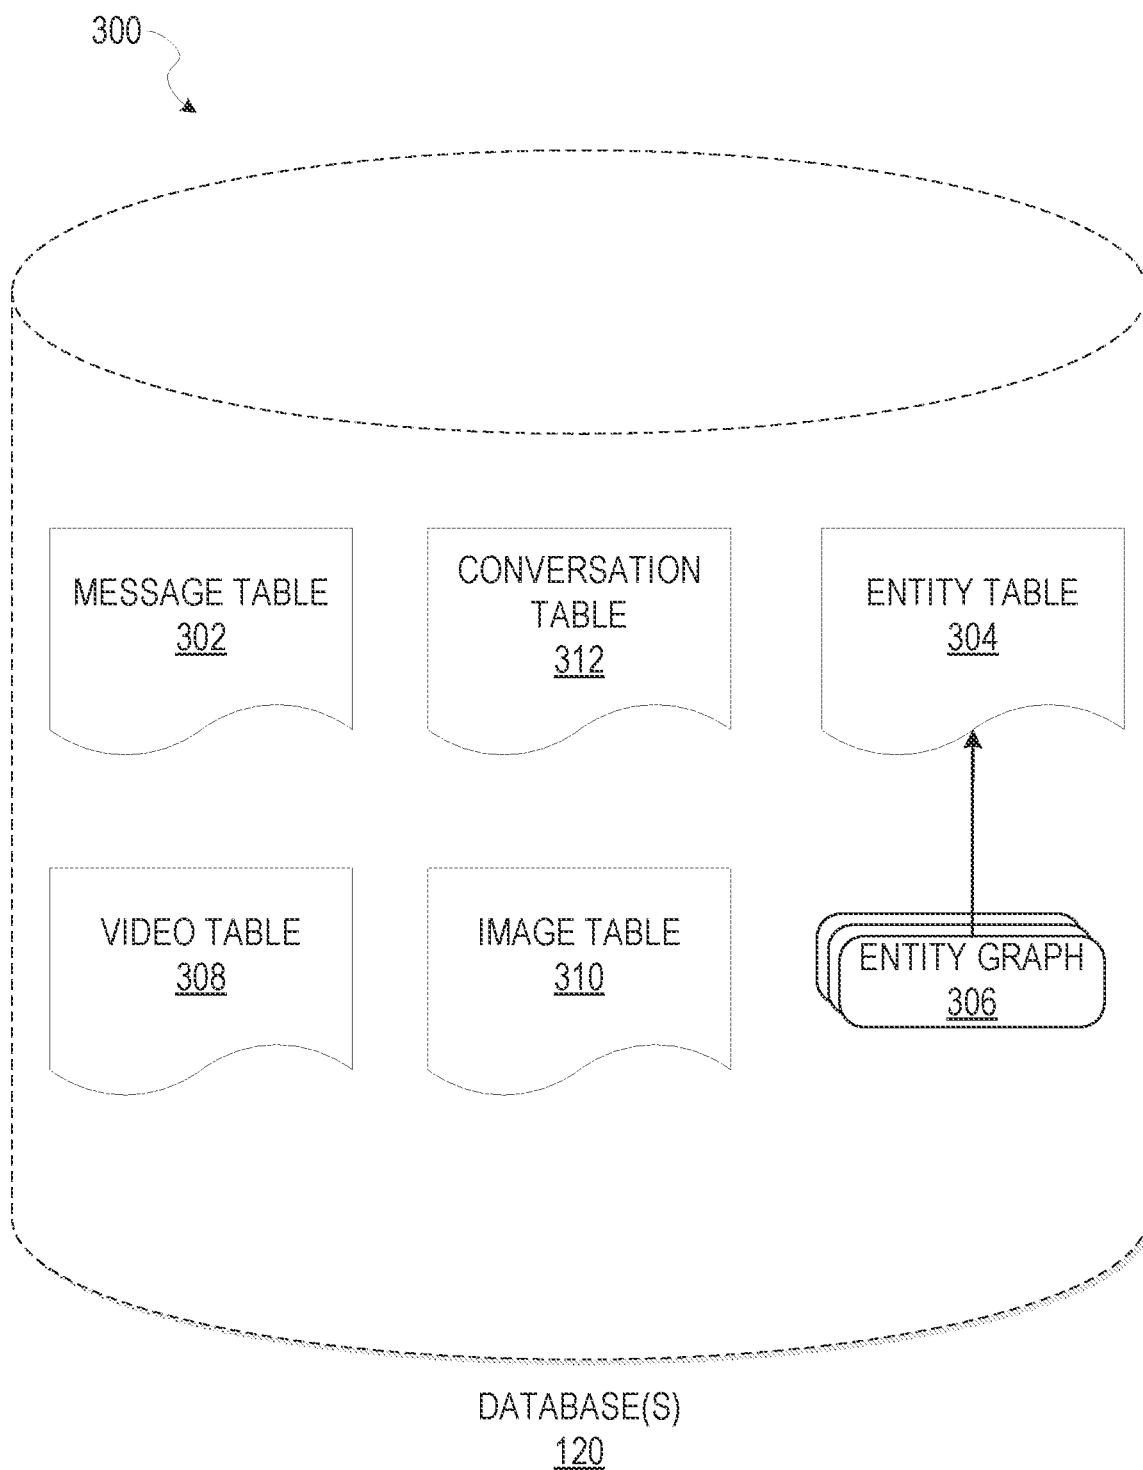 300
MESSAGE TABLE
302
CONVERSATION
TABLE
312
ENTITY TABLE
304
VIDEO TABLE
308
IMAGE TABLE
310
ENTITY GRAPH
306
DATABASE(S)
120